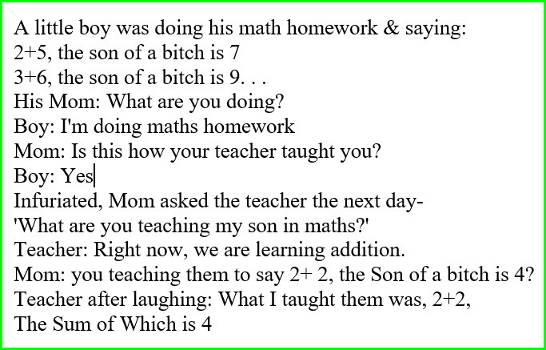 A little boy was doing his math homework & saying:
2+5, the son of a bitch is 7
3+6, the son of a bitch is 9. . .
His Mom: What are you doing?
Boy: I'm doing maths homework
Mom: Is this how your teacher taught you?
Boy: Yes
Infuriated, Mom asked the teacher the next day-
'What are you teaching my son in maths?'
Teacher: Right now, we are learning addition.
Mom: you teaching them to say 2+ 2, the Son of a bitch is 4?
Teacher after laughing: What I taught them was, 2+2,
The Sum of Which is 4